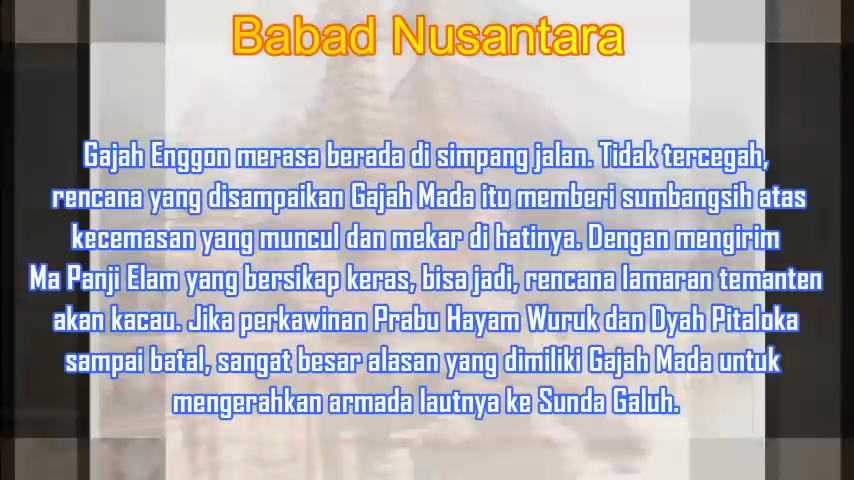 Babad Nusantara
Gajah Enggon merasa berada di simpang jalan. Tidak tercegah,
rencana yang disampaikan Gajah Mada itu memberi sumbangsih atas
kecemasan yang muncul dan mekar di hatinya. Dengan mengirim
Ma Panji Elam yang bersikap keras, bisa jadi, rencana lamaran temanten
akan kacau. Jika perkawinan Prabu Hayam Wuruk dan Dyah Pitaloka
sampai batal, sangat besar alasan yang dimiliki Gajah Mada untuk
mengerahkan armada lautnya ke Sunda Galuh.